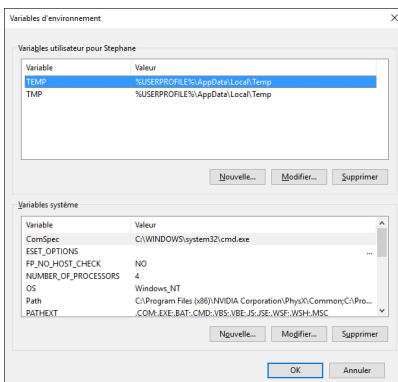 Variables d'environnement
Variables utilisateur pour Stephane
Variable Valeur
TEMP %USERPROFILE%\AppData\Local\Temp
TMP %USERPROFILE%\AppData\Local\Temp
Nouvelle... Modifier... Supprimer
Variables système
Variable Valeur
ComSpec C:\WINDOWS\system32\cmd.exe
ESET_OPTIONS ...
FP_NO_HOST_CHECK NO
NUMBER_OF_PROCESSORS 4
OS Windows_NT
Path C:\Program Files (x86)\NVIDIA Corporation\PhysX\Common;C:\Pro...
PATHEXT .COM;.EXE;.BAT;.CMD;.VBS;.VBE;.JS;.JSE;.WSF;.WSH;.MSC
Nouvelle... Modifier... Supprimer
OK Annuler